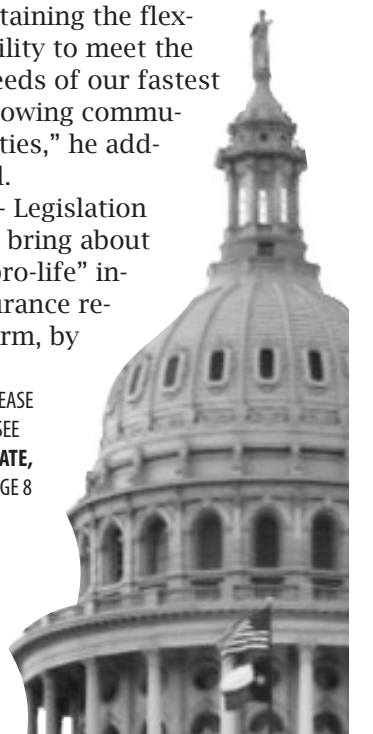 taining the flex-
ility to meet the
eeds of our fastest
owing commu-
ties,” he add-
d.
- Legislation
bring about
ro-life” in-
urance re-
rm, by
EASE
SEE
ATE,
GE 8